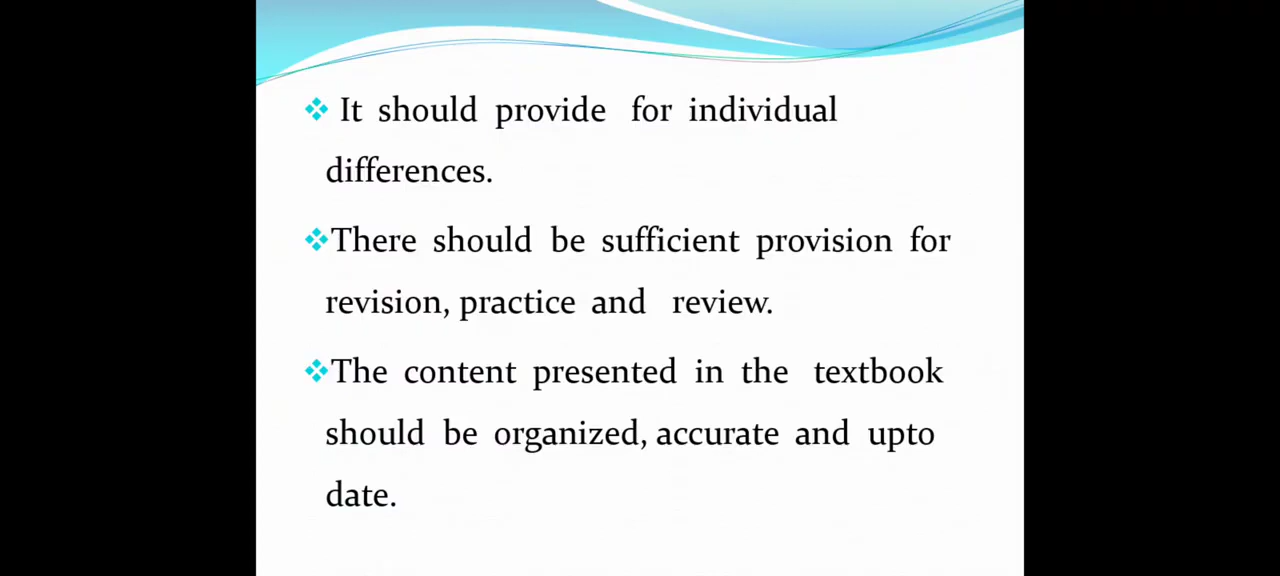 It should provide for individual
differences.
There should be sufficient provision for
revision, practice and review.
The content presented in the textbook
should be organized, accurate and upto
date.